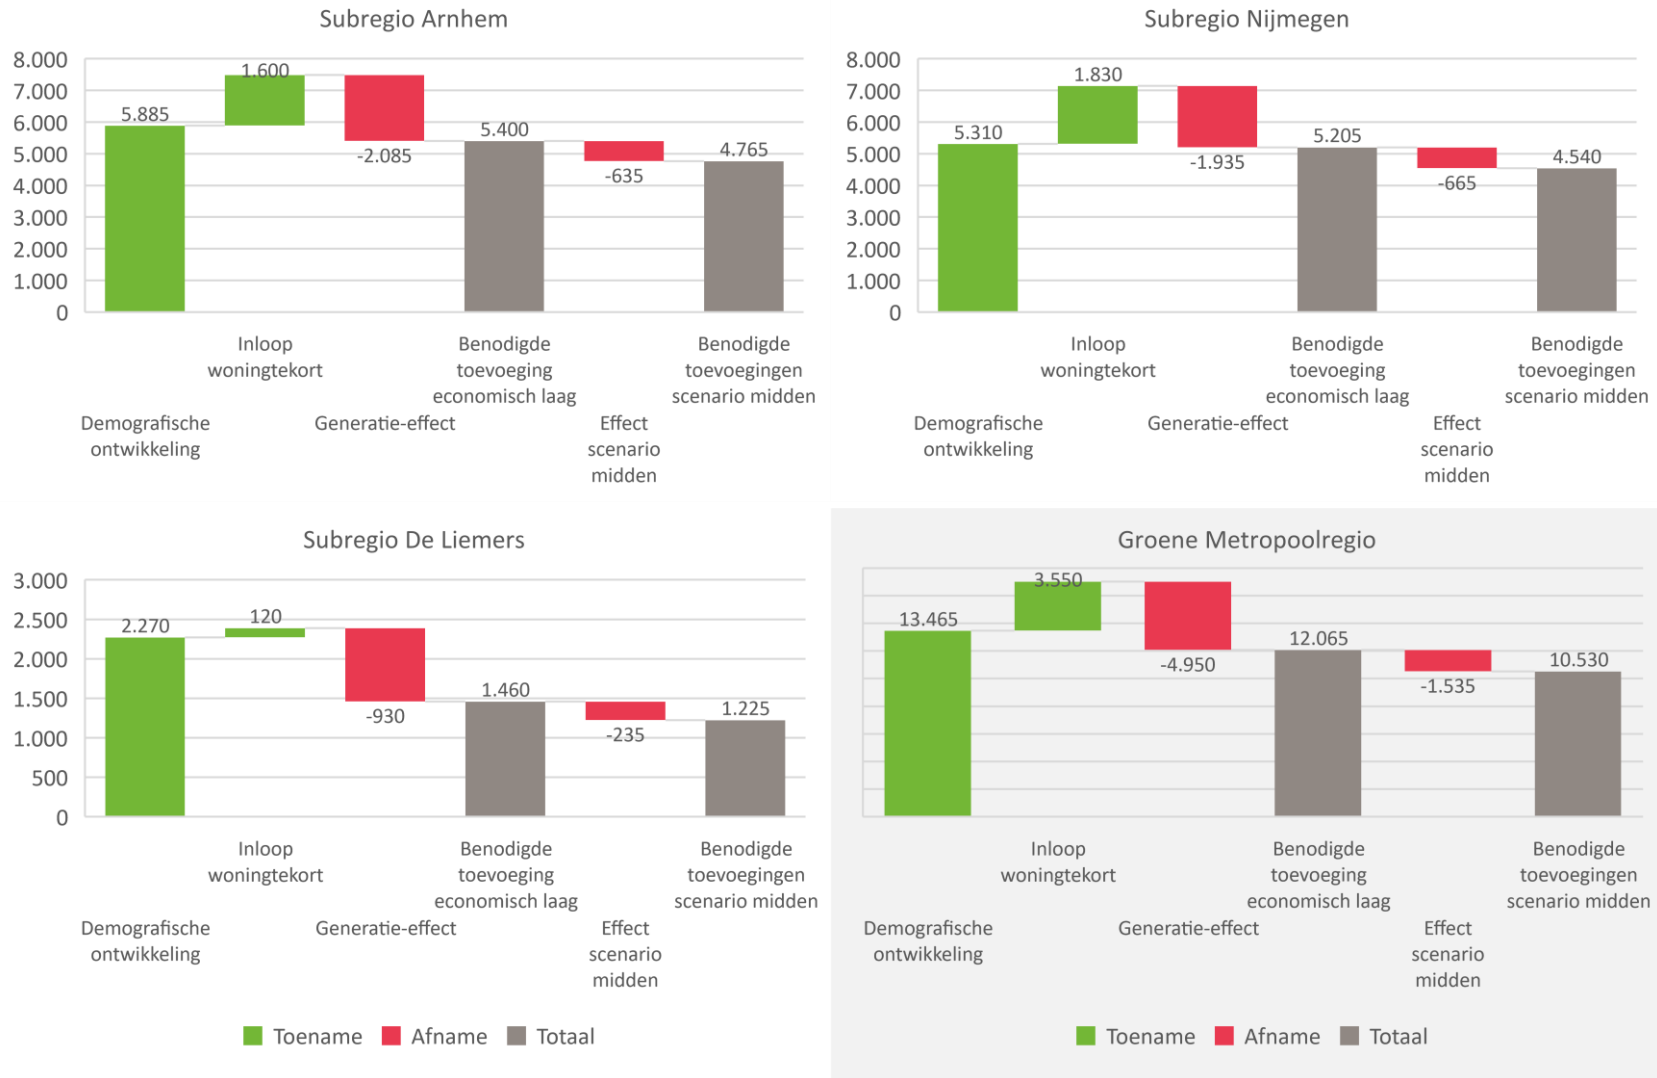 Subregio Arnhem
8.000
7.000
6.000
5.000
4.000
3.000
2.000
1.000
0
5.885
1.600
-2.085
5.400
-635
4.765
Demografische
ontwikkeling
Inloop
woningtekort
Generatie-effect
Benodigde
toevoeging
economisch laag
Effect
scenario
midden
Benodigde
toevoegingen
scenario midden
Subregio Nijmegen
8.000
7.000
6.000
5.000
4.000
3.000
2.000
1.000
0
5.310
1.830
-1.935
5.205
-665
4.540
Demografische
ontwikkeling
Inloop
woningtekort
Generatie-effect
Benodigde
toevoeging
economisch laag
Effect
scenario
midden
Benodigde
toevoegingen
scenario midden
Subregio De Liemers
3.000
2.500
2.000
1.500
1.000
500
0
2.270
120
-930
1.460
-235
1.225
Demografische
ontwikkeling
Inloop
woningtekort
Generatie-effect
Benodigde
toevoeging
economisch laag
Effect
scenario
midden
Benodigde
toevoegingen
scenario midden
Toename Afname Totaal
Groene Metropoolregio
13.465
3.550
-4.950
12.065
-1.535
10.530
Demografische
ontwikkeling
Inloop
woningtekort
Generatie-effect
Benodigde
toevoeging
economisch laag
Effect
scenario
midden
Benodigde
toevoegingen
scenario midden
Toename Afname Totaal